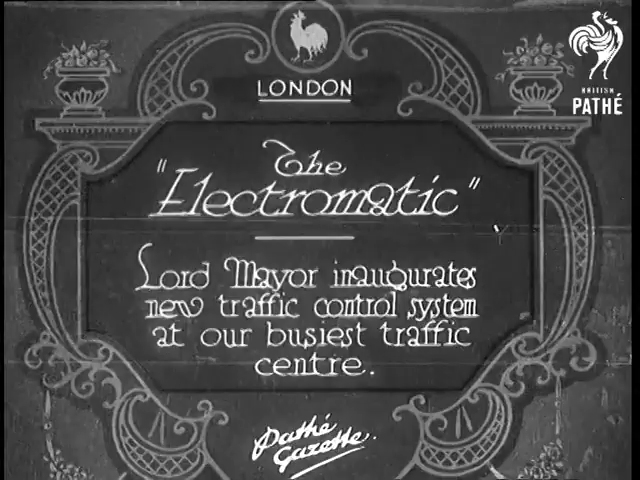 LONDON
BRITISH
PATHÉ
The
"Electromatic"
Lord Mayor inaugurates
new traffic control system
at our busiest traffic
centre.
Pathé
Gazette.